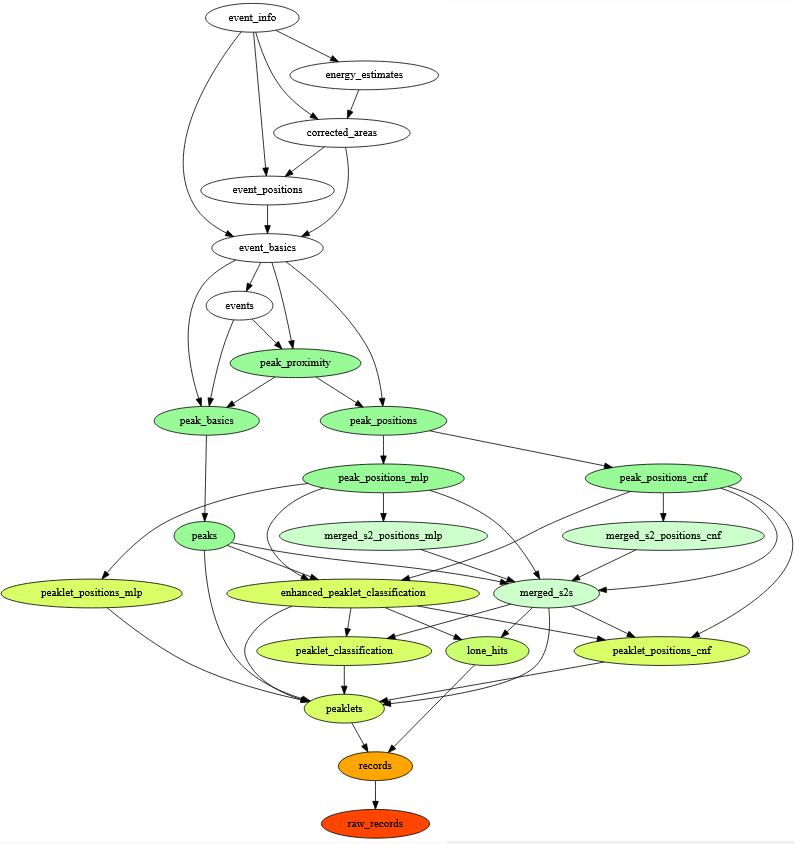 event_info
energy_estimates
corrected_areas
event_positions
event_basics
events
peak_proximity
peak_basics
peak_positions
peak_positions_mlp
peak_positions_cnf
peaks
merged_s2_positions_mlp
merged_s2_positions_cnf
peaklet_positions_mlp
enhanced_peaklet_classification
merged_s2s
peaklet_classification
lone_hits
peaklet_positions_cnf
peaklets
records
raw_records